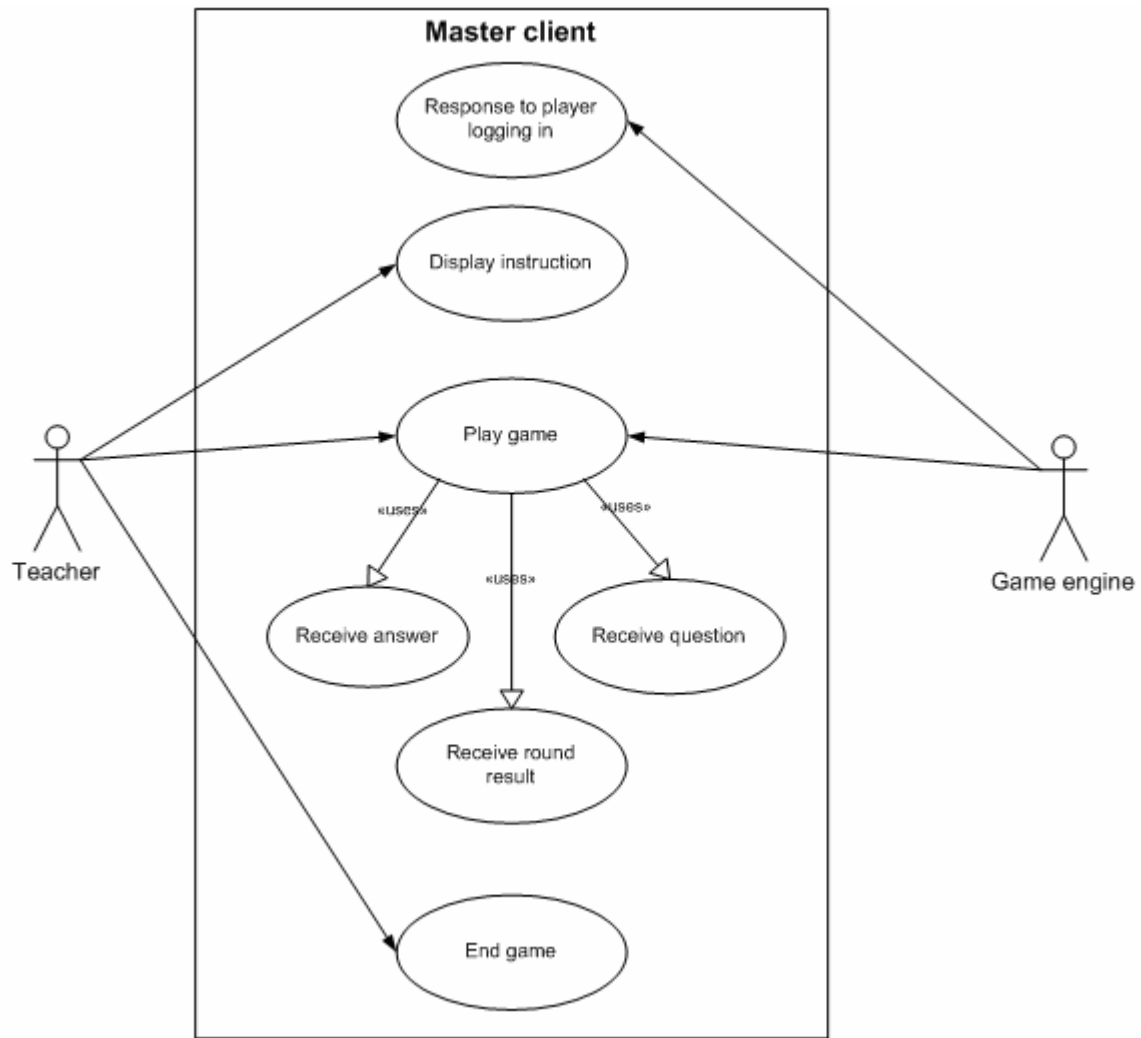 Master client
Response to player
logging in
Display instruction
Play game
«uses»
«uses»
«uses»
Teacher
Game engine
Receive answer
Receive question
Receive round
result
End game